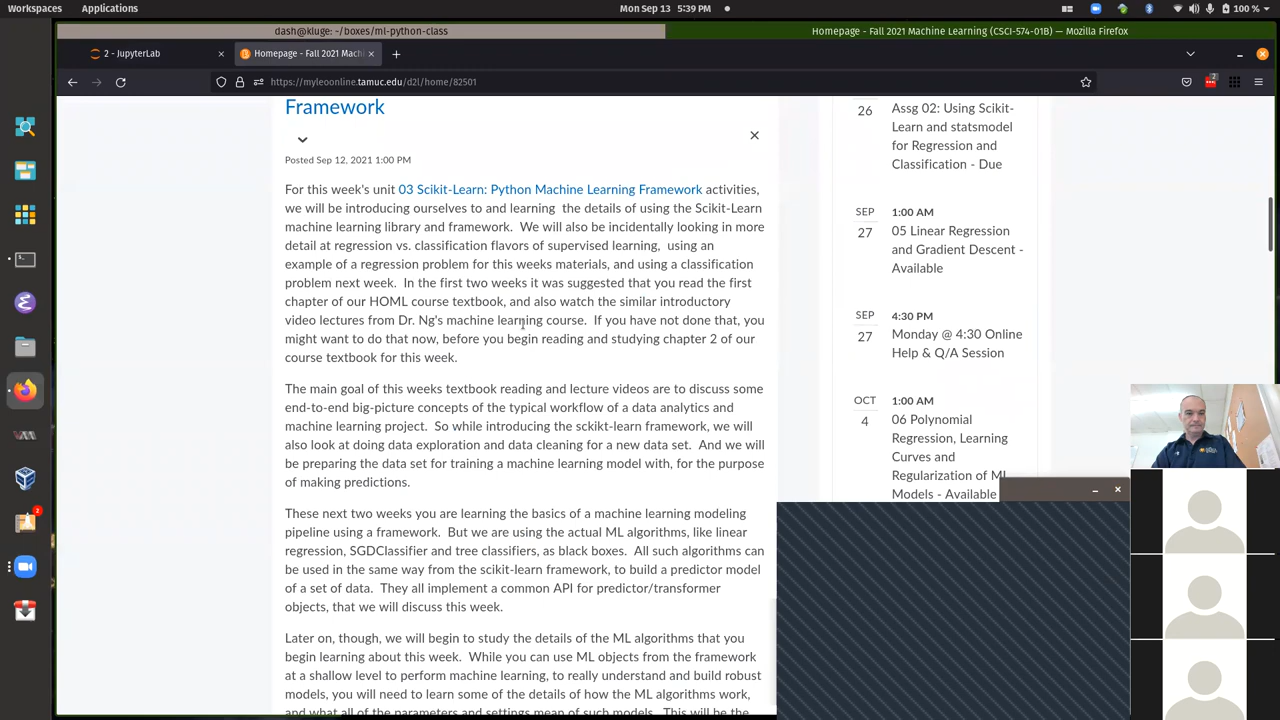 Workspaces Applications Mon Sep 13 5:39 PM 100 %
dash@kluge: ~/boxes/ml-python-class
Homepage - Fall 2021 Machine Learning (CSCI-574-01B) — Mozilla Firefox
2 - JupyterLab
Homepage - Fall 2021 Mach
https://myleoonline.tamuc.edu/d2l/home/82501
2
Framework
Posted Sep 12, 2021 1:00 PM
For this week's unit 03 Scikit-Learn: Python Machine Learning Framework activities,
we will be introducing ourselves to and learning the details of using the Scikit-Learn
machine learning library and framework. We will also be incidentally looking in more
detail at regression vs. classification flavors of supervised learning, using an
example of a regression problem for this weeks materials, and using a classification
problem next week. In the first two weeks it was suggested that you read the first
chapter of our HOML course textbook, and also watch the similar introductory
video lectures from Dr. Ng's machine learning course. If you have not done that, you
might want to do that now, before you begin reading and studying chapter 2 of our
course textbook for this week.
The main goal of this weeks textbook reading and lecture videos are to discuss some
end-to-end big-picture concepts of the typical workflow of a data analytics and
machine learning project. So while introducing the sckikt-learn framework, we will
also look at doing data exploration and data cleaning for a new data set. And we will
be preparing the data set for training a machine learning model with, for the purpose
of making predictions.
These next two weeks you are learning the basics of a machine learning modeling
pipeline using a framework. But we are using the actual ML algorithms, like linear
regression, SGDClassifier and tree classifiers, as black boxes. All such algorithms can
be used in the same way from the scikit-learn framework, to build a predictor model
of a set of data. They all implement a common API for predictor/transformer
objects, that we will discuss this week.
Later on, though, we will begin to study the details of the ML algorithms that you
begin learning about this week. While you can use ML objects from the framework
at a shallow level to perform machine learning, to really understand and build robust
models, you will need to learn some of the details of how the ML algorithms work,
and what all of the parameters and settings mean of such models. This will be the
26
Assg 02: Using Scikit-
Learn and statsmodel
for Regression and
Classification - Due
SEP
27
1:00 AM
05 Linear Regression
and Gradient Descent -
Available
SEP
27
4:30 PM
Monday @ 4:30 Online
Help & Q/A Session
OCT
4
1:00 AM
06 Polynomial
Regression, Learning
Curves and
Regularization of ML
Models - Available
2